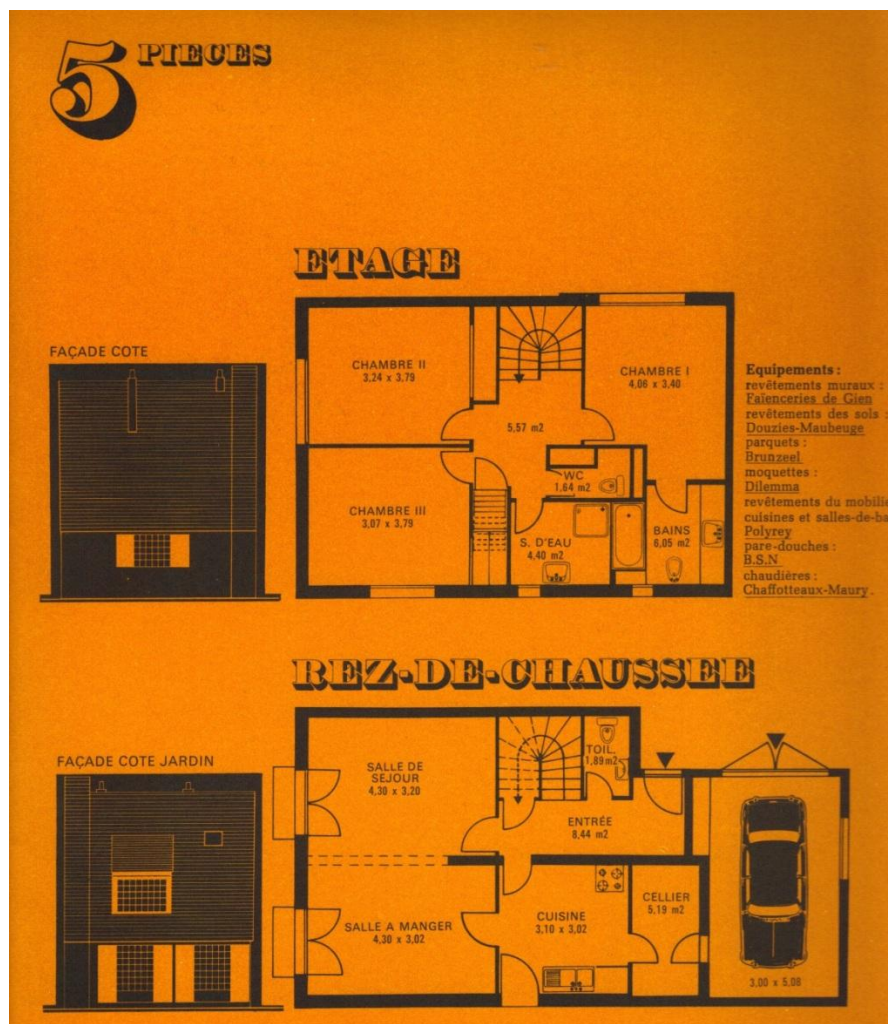 5 PIECES
ETAGE
FAÇADE COTE
CHAMBRE II
3,24 x 3,79
CHAMBRE I
4,06 x 3,40
5,57 m2
WC
1,64 m2
CHAMBRE III
3,07 x 3,79
S. D'EAU
4,40 m2
BAINS
6,05 m2
Equipements :
revêtements muraux :
Faïenceries de Gien
revêtements des sols :
Douzies-Maubeuge
parquets :
Brunzeel
moquettes :
Dilemma
revêtements du mobilie
cuisines et salles-de-ba
Polyrey
pare-douches :
B.S.N
chaudières :
Chaffotteaux-Maury.
REZ-DE-CHAUSSEE
FAÇADE COTE JARDIN
SALLE DE
SEJOUR
4,30 x 3,20
TOIL.
1,89 m2
ENTRÉE
8,44 m2
SALLE A MANGER
4,30 x 3,02
CUISINE
3,10 x 3,02
CELLIER
5,19 m2
3,00 x 5,08